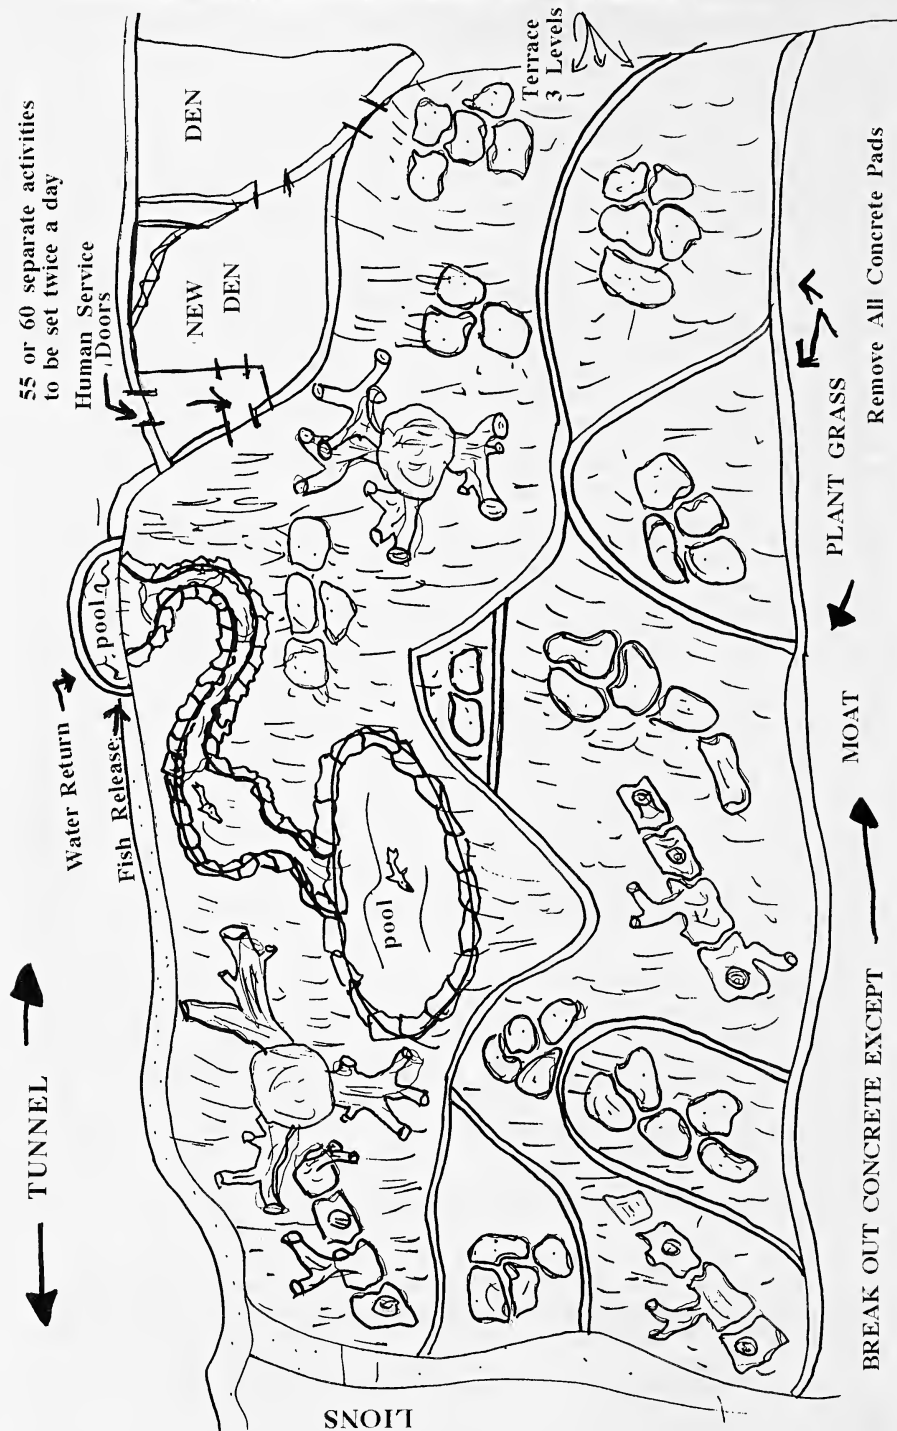 55 or 60 separate activities
to be set twice a day
Human Service
Doors
DEN
NEW
DEN
Terrace
3 Levels
Water Return
Fish Release
pool
pool
TUNNEL
LIONS
PLANT GRASS
Remove All Concrete Pads
MOAT
BREAK OUT CONCRETE EXCEPT